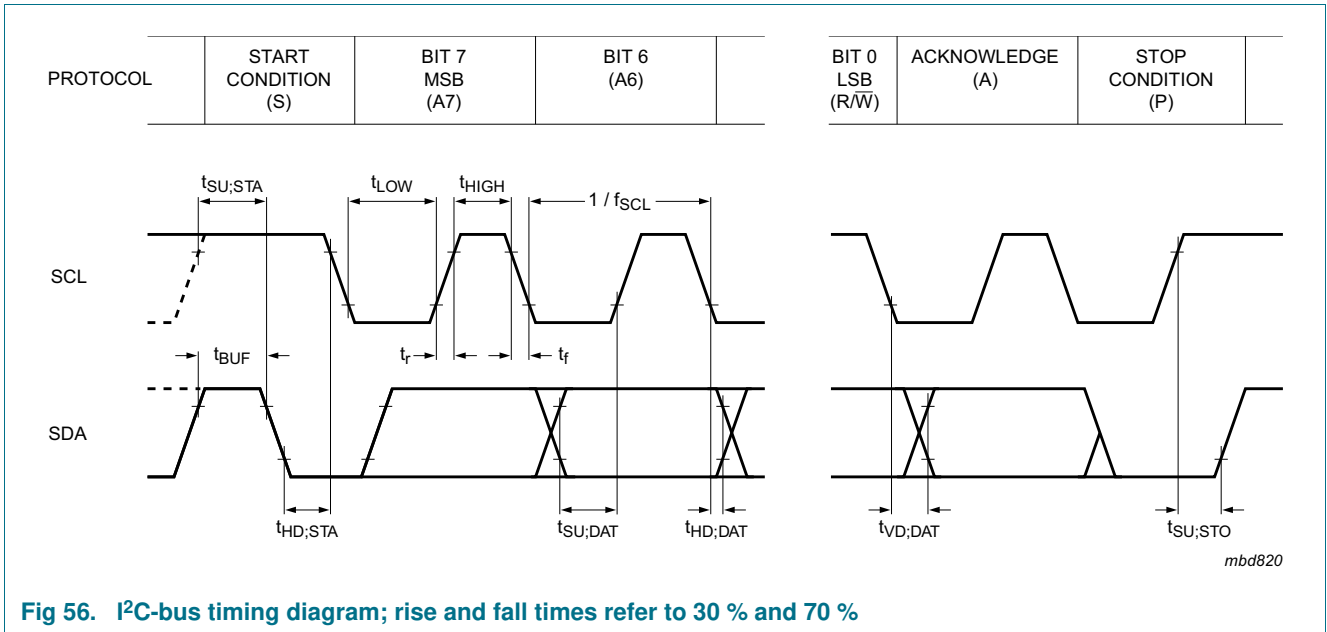 PROTOCOL
START
CONDITION
(S)
BIT 7
MSB
(A7)
BIT 6
(A6)
BIT 0
LSB
(R/W̅)
ACKNOWLEDGE
(A)
STOP
CONDITION
(P)
tSU;STA
tLOW
tHIGH
1 / fSCL
SCL
tBUF
tr
tf
SDA
tHD;STA
tSU;DAT
tHD;DAT
tVD;DAT
tSU;STO
mbd820
Fig 56. I²C-bus timing diagram; rise and fall times refer to 30 % and 70 %